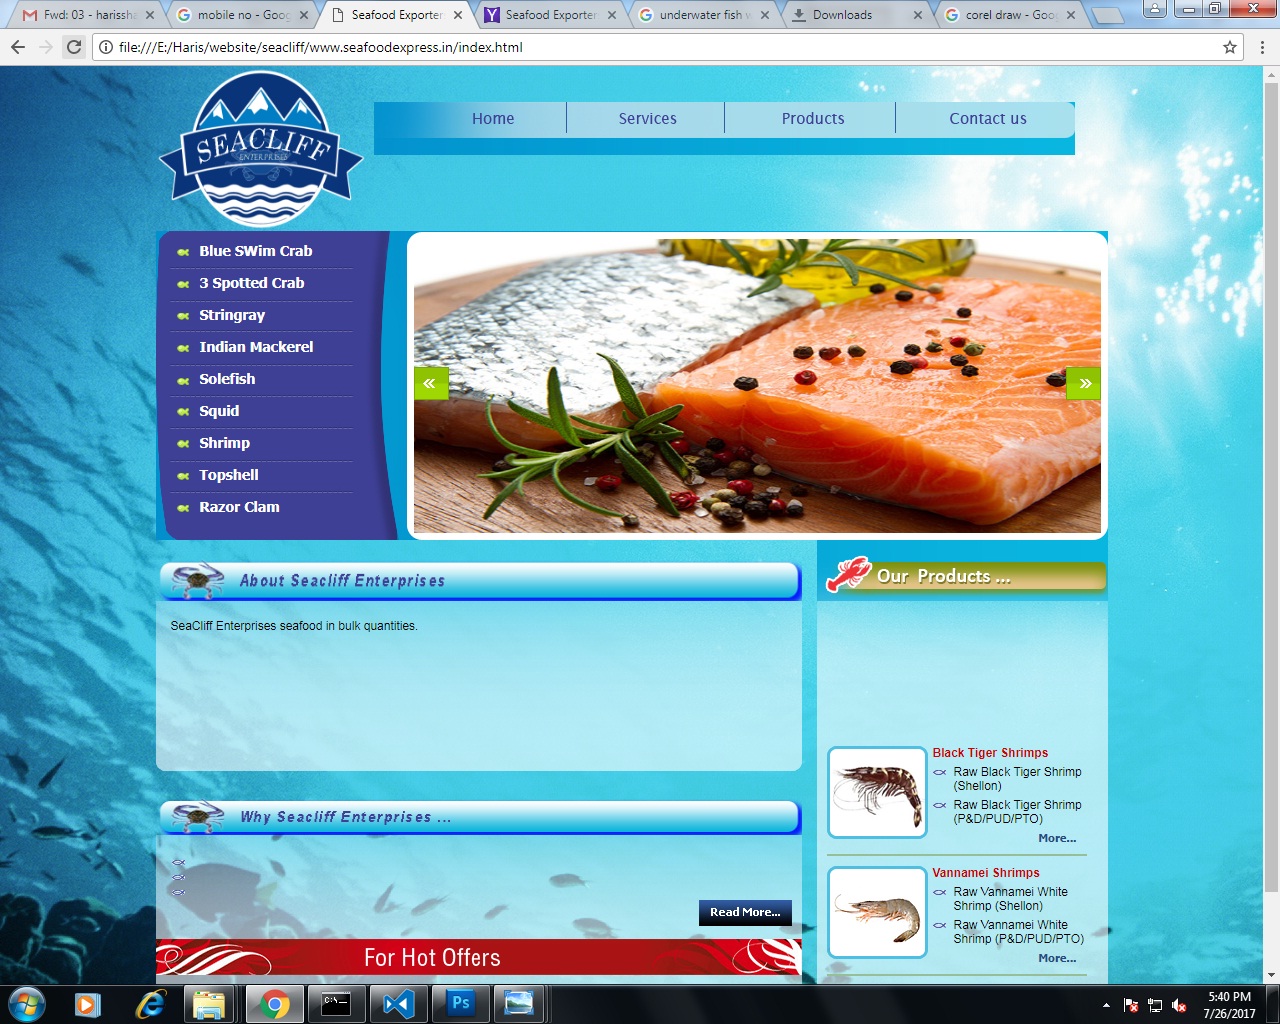 Fwd: 03 - harissha
mobile no - Goog
Seafood Exporter
Seafood Exporter
underwater fish w
Downloads
corel draw - Goo
file:///E:/Haris/website/seacliff/www.seafoodexpress.in/index.html
SEACLIFF
ENTERPRISES
Home
Services
Products
Contact us
Blue SWim Crab
3 Spotted Crab
Stringray
Indian Mackerel
Solefish
Squid
Shrimp
Topshell
Razor Clam
«
»
About Seacliff Enterprises
SeaCliff Enterprises seafood in bulk quantities.
Why Seacliff Enterprises ...
Read More...
For Hot Offers
Our Products ...
Black Tiger Shrimps
Raw Black Tiger Shrimp
(Shellon)
Raw Black Tiger Shrimp
(P&D/PUD/PTO)
More...
Vannamei Shrimps
Raw Vannamei White
Shrimp (Shellon)
Raw Vannamei White
Shrimp (P&D/PUD/PTO)
More...
C:\.
Ps
5:40 PM
7/26/2017